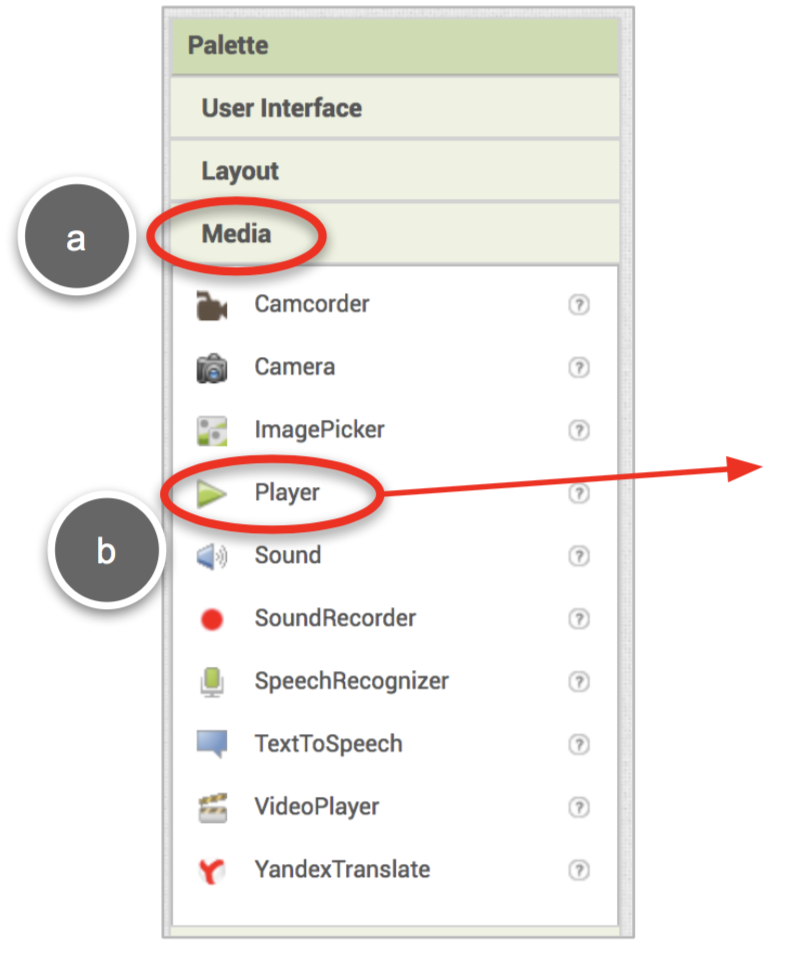 Palette
User Interface
Layout
a
Media
Camcorder ?
Camera ?
ImagePicker ?
Player ?
b
Sound ?
SoundRecorder ?
SpeechRecognizer ?
TextToSpeech ?
VideoPlayer ?
YandexTranslate ?